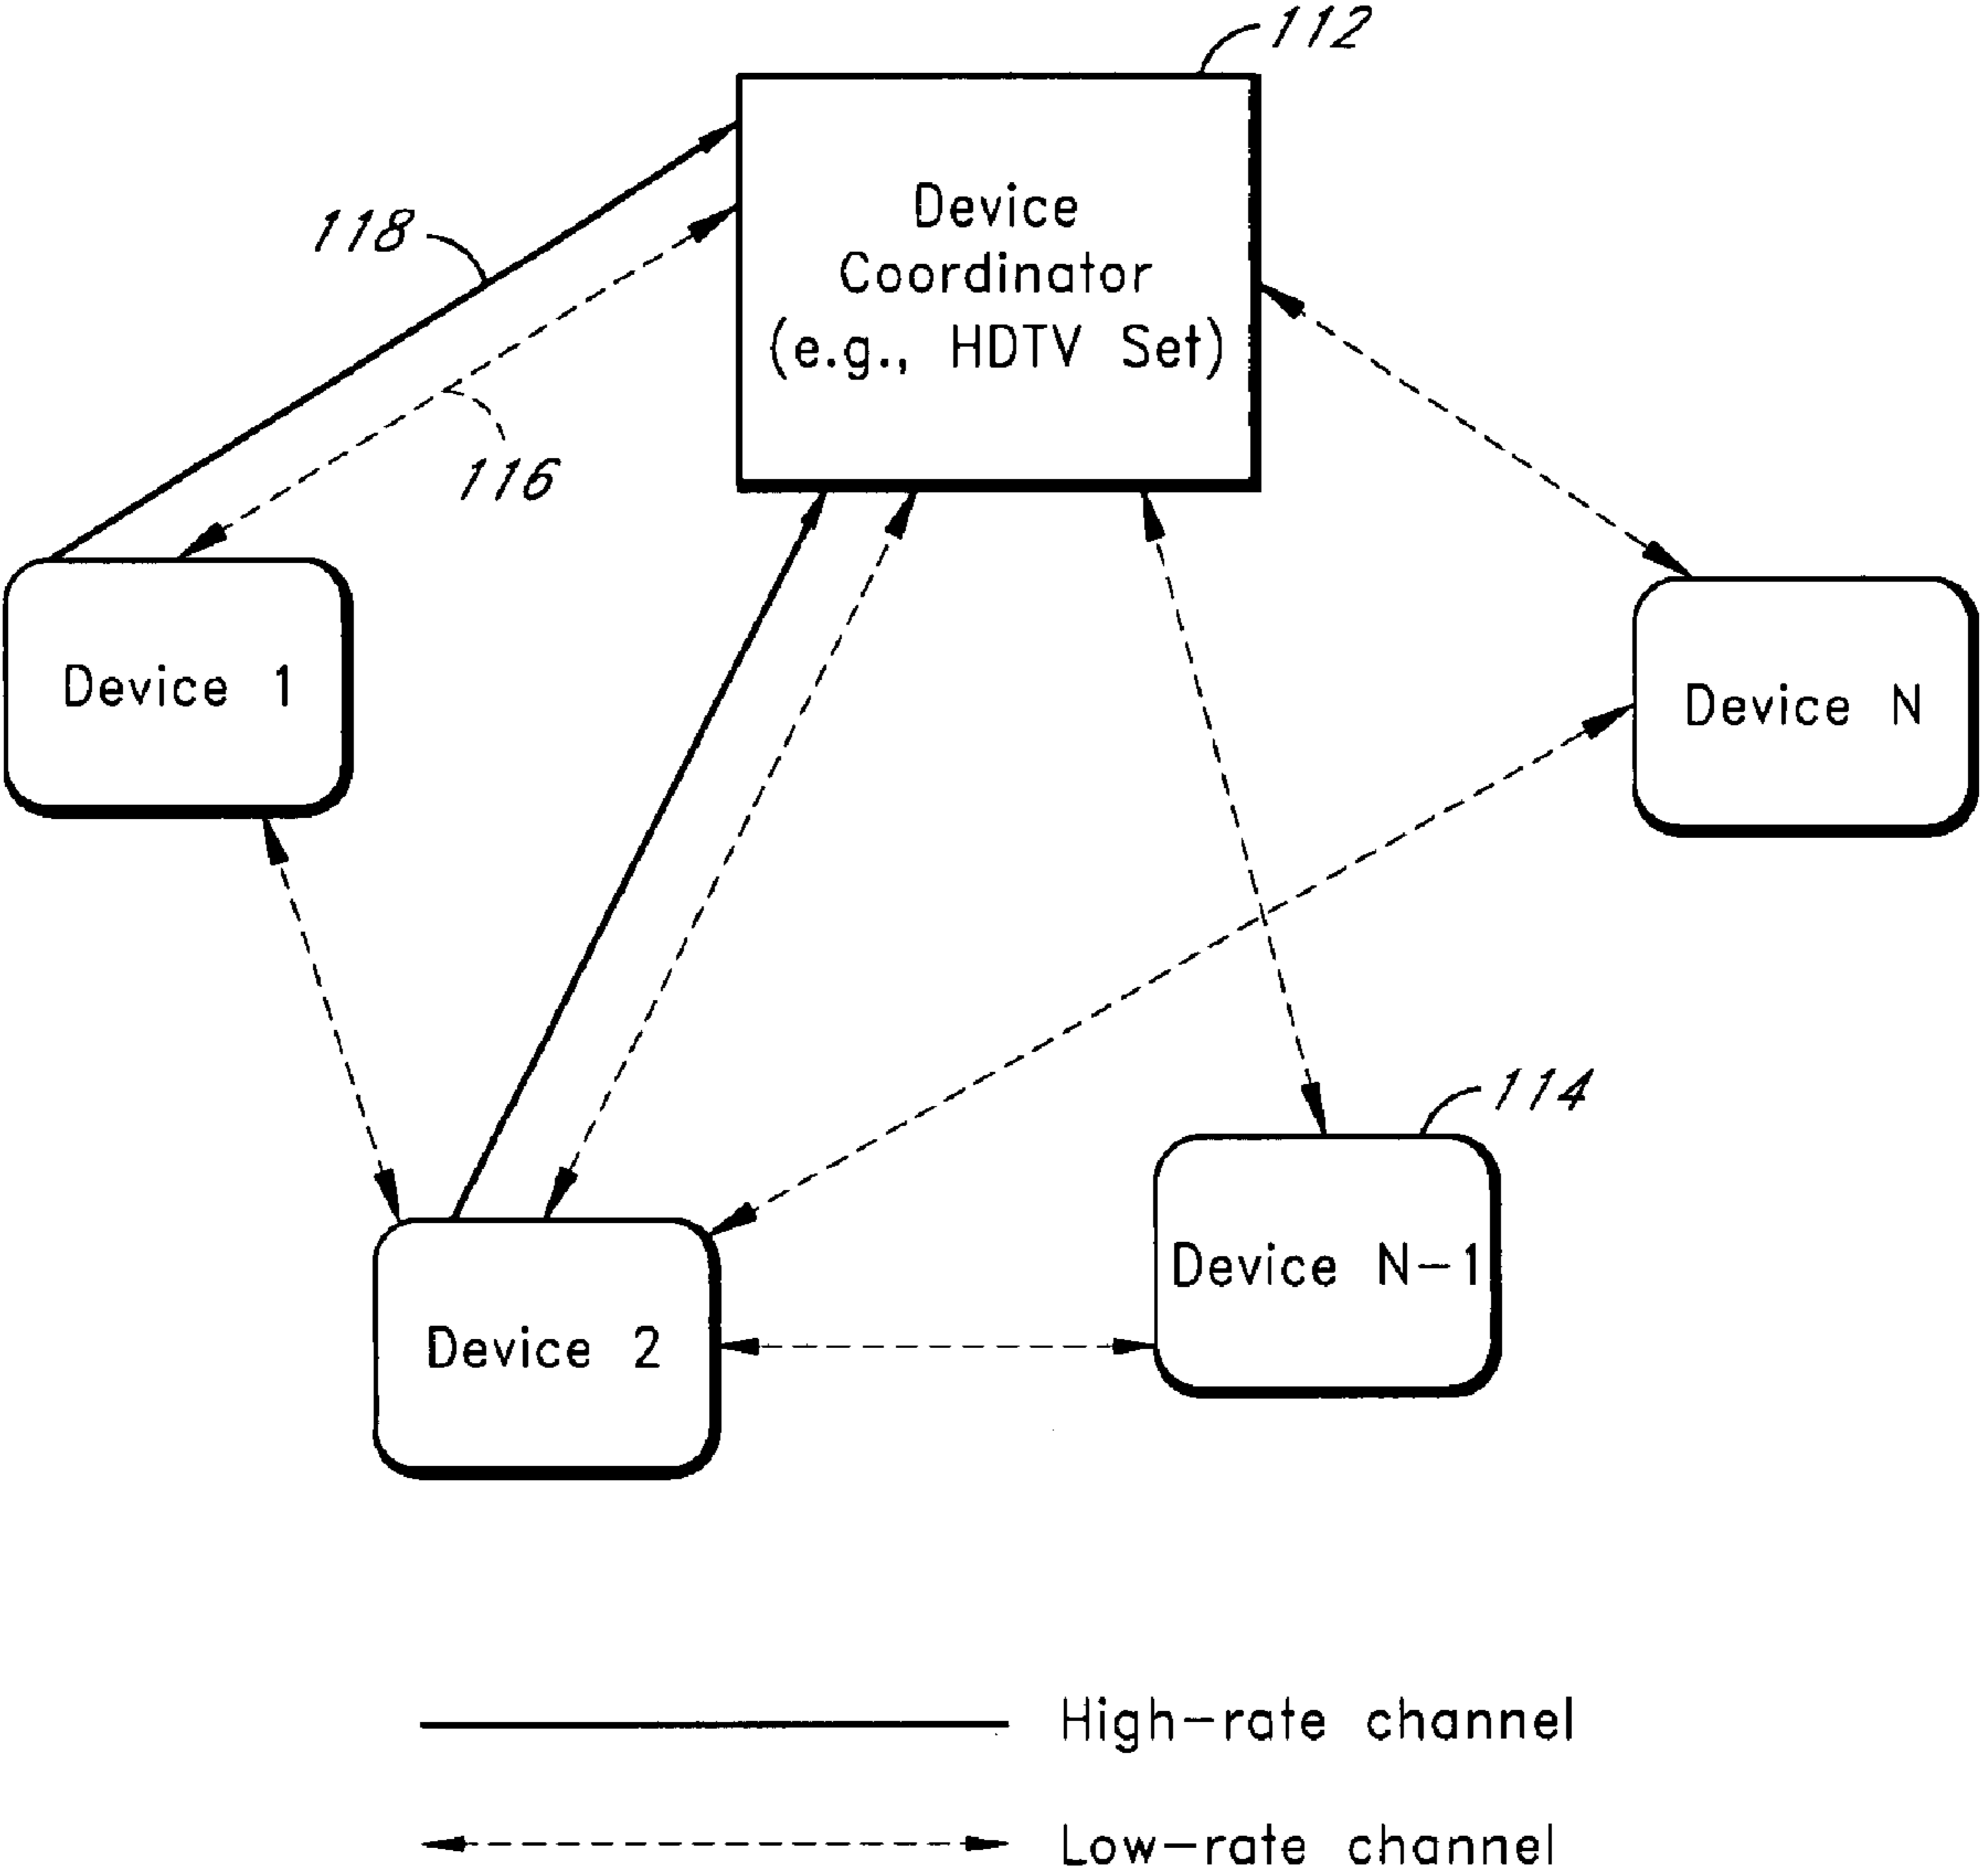 112
Device
Coordinator
(e.g., HDTV Set)
118
116
Device 1
Device N
114
Device N-1
Device 2
High-rate channel
Low-rate channel